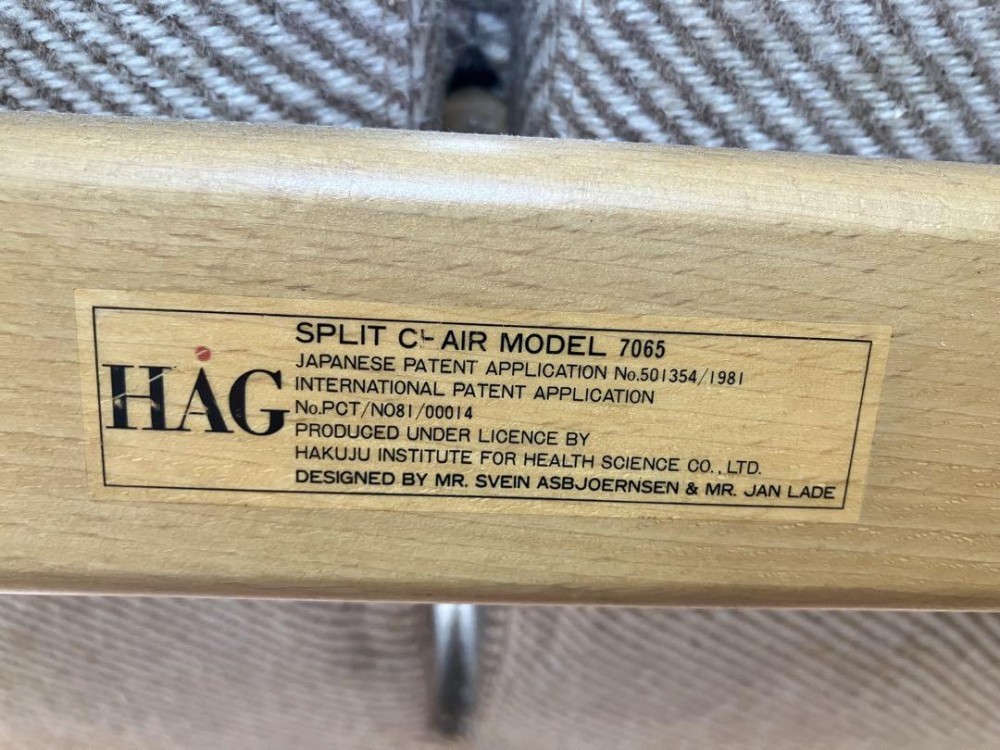 HÅG
SPLIT CHAIR MODEL 7065
JAPANESE PATENT APPLICATION No.501354/1981
INTERNATIONAL PATENT APPLICATION
No.PCT/NO81/00014
PRODUCED UNDER LICENCE BY
HAKUJU INSTITUTE FOR HEALTH SCIENCE CO., LTD.
DESIGNED BY MR. SVEIN ASBJOERNSEN & MR. JAN LADE